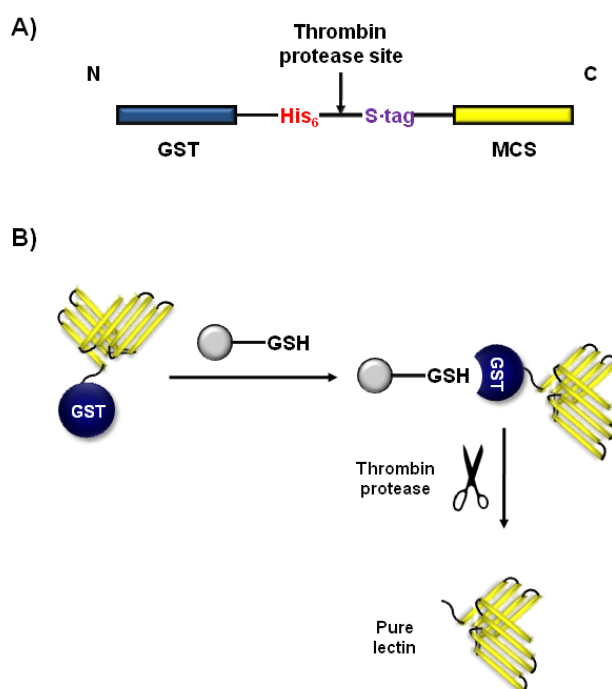 A)
Thrombin
protease site
N
C
His₆
S·tag
GST
MCS
B)
GSH
GST
GSH
GST
Thrombin
protease
Pure
lectin